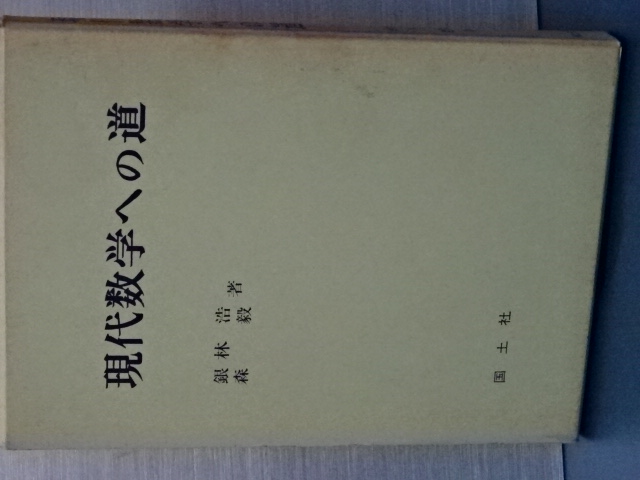 現代数学への道
銀林 浩
森 毅
著
国土社